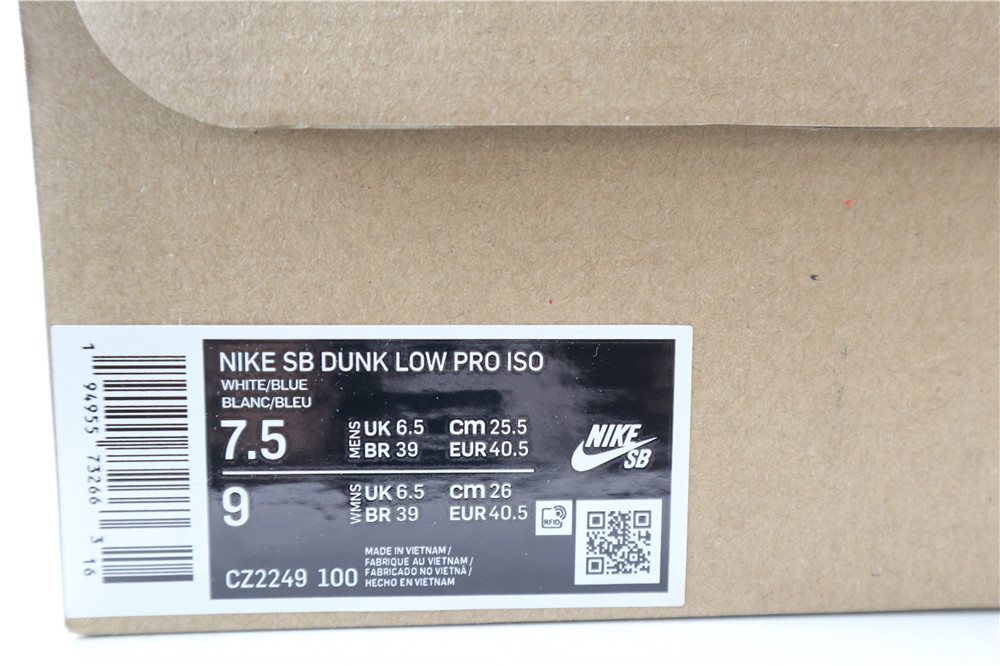 1 94955 73266 3 16
NIKE SB DUNK LOW PRO ISO
WHITE/BLUE
BLANC/BLEU
7.5
MENS
UK 6.5 cm 25.5
BR 39 EUR 40.5
9
WMNS
UK 6.5 cm 26
BR 39 EUR 40.5
NIKE
SB
RFID
CZ2249 100
MADE IN VIETNAM /
FABRIQUE AU VIETNAM /
FABRICADO NO VIETNÃ /
HECHO EN VIETNAM